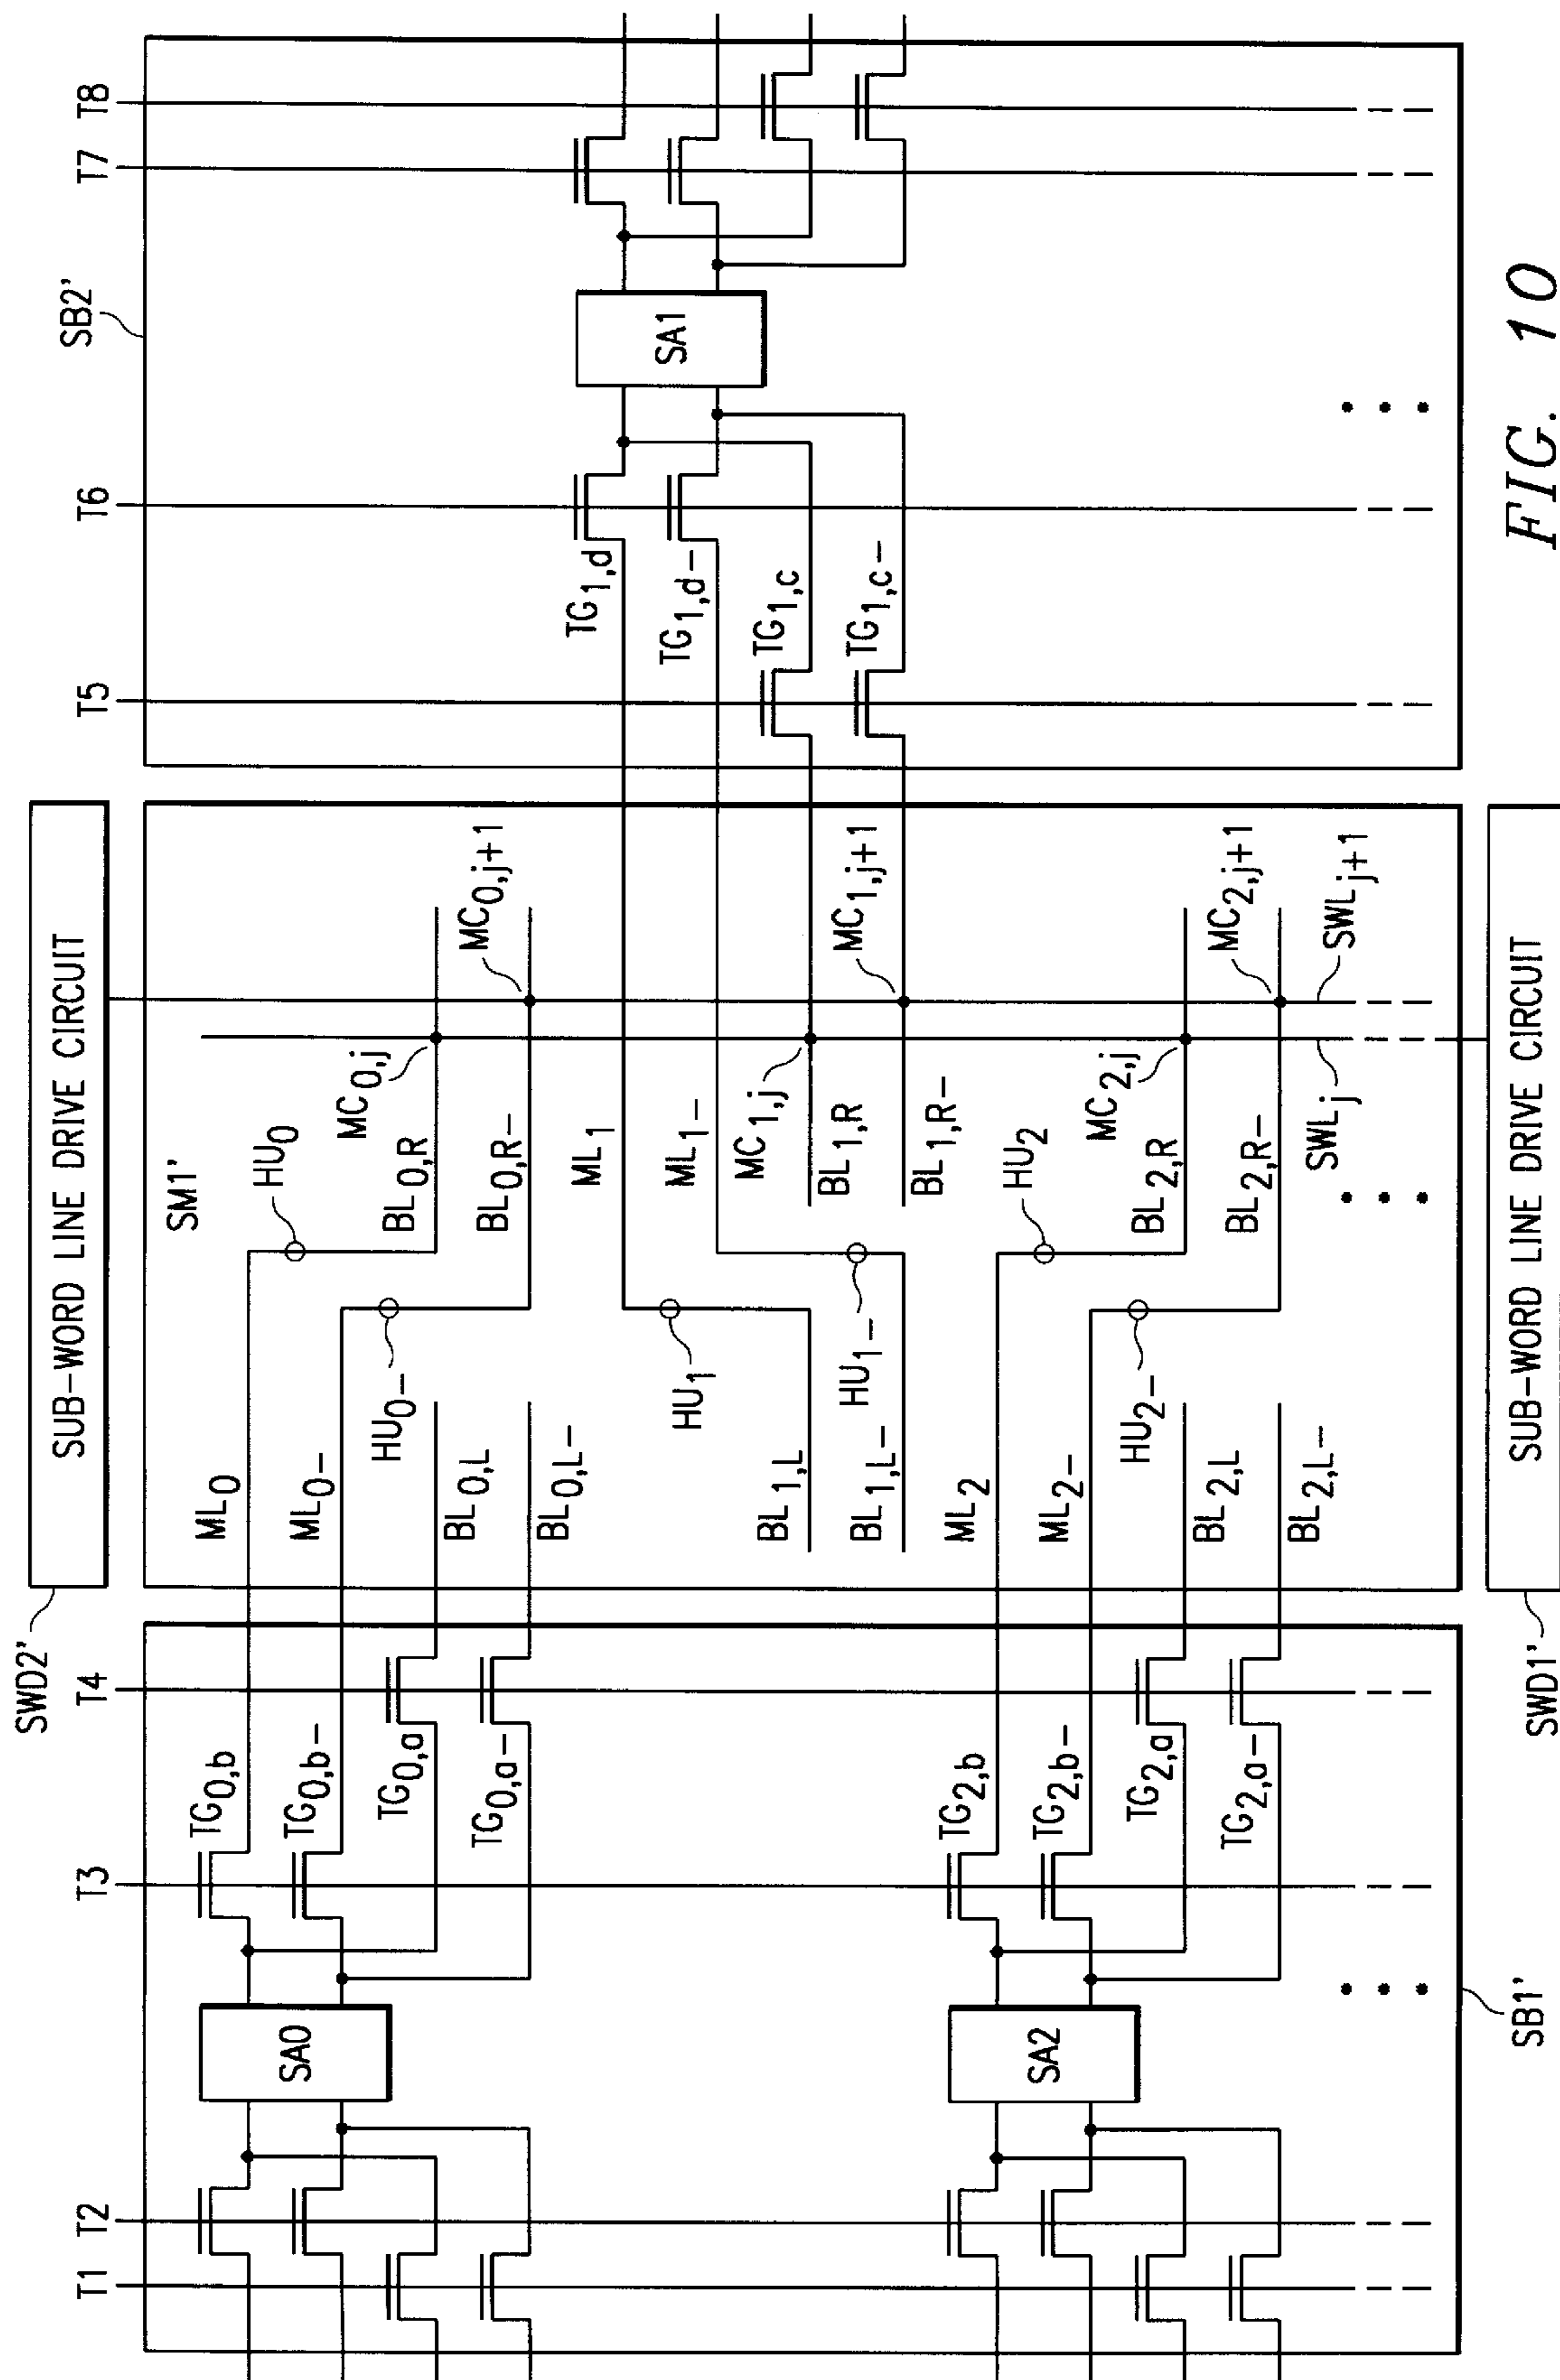 SWD2'
SUB-WORD LINE DRIVE CIRCUIT
SB2'
T1
T2
T3
T4
T5
T6
T7
T8
SM1'
SA0
TG0,b
TG0,b-
TG0,a
TG0,a-
ML0
ML0-
BL0,L
BL0,L-
HU0
HU0-
BL0,R
BL0,R-
MC0,j
MC0,j+1
ML1
ML1-
HU1
HU1-
BL1,L
BL1,L-
MC1,j
BL1,R
BL1,R-
MC1,j+1
TG1,d
TG1,d-
TG1,c
TG1,c-
SA1
SA2
TG2,b
TG2,b-
TG2,a
TG2,a-
ML2
ML2-
BL2,L
BL2,L-
HU2
HU2-
BL2,R
BL2,R-
MC2,j
MC2,j+1
SWLj
SWLj+1
SB1'
SWD1'
SUB-WORD LINE DRIVE CIRCUIT
FIG. 10